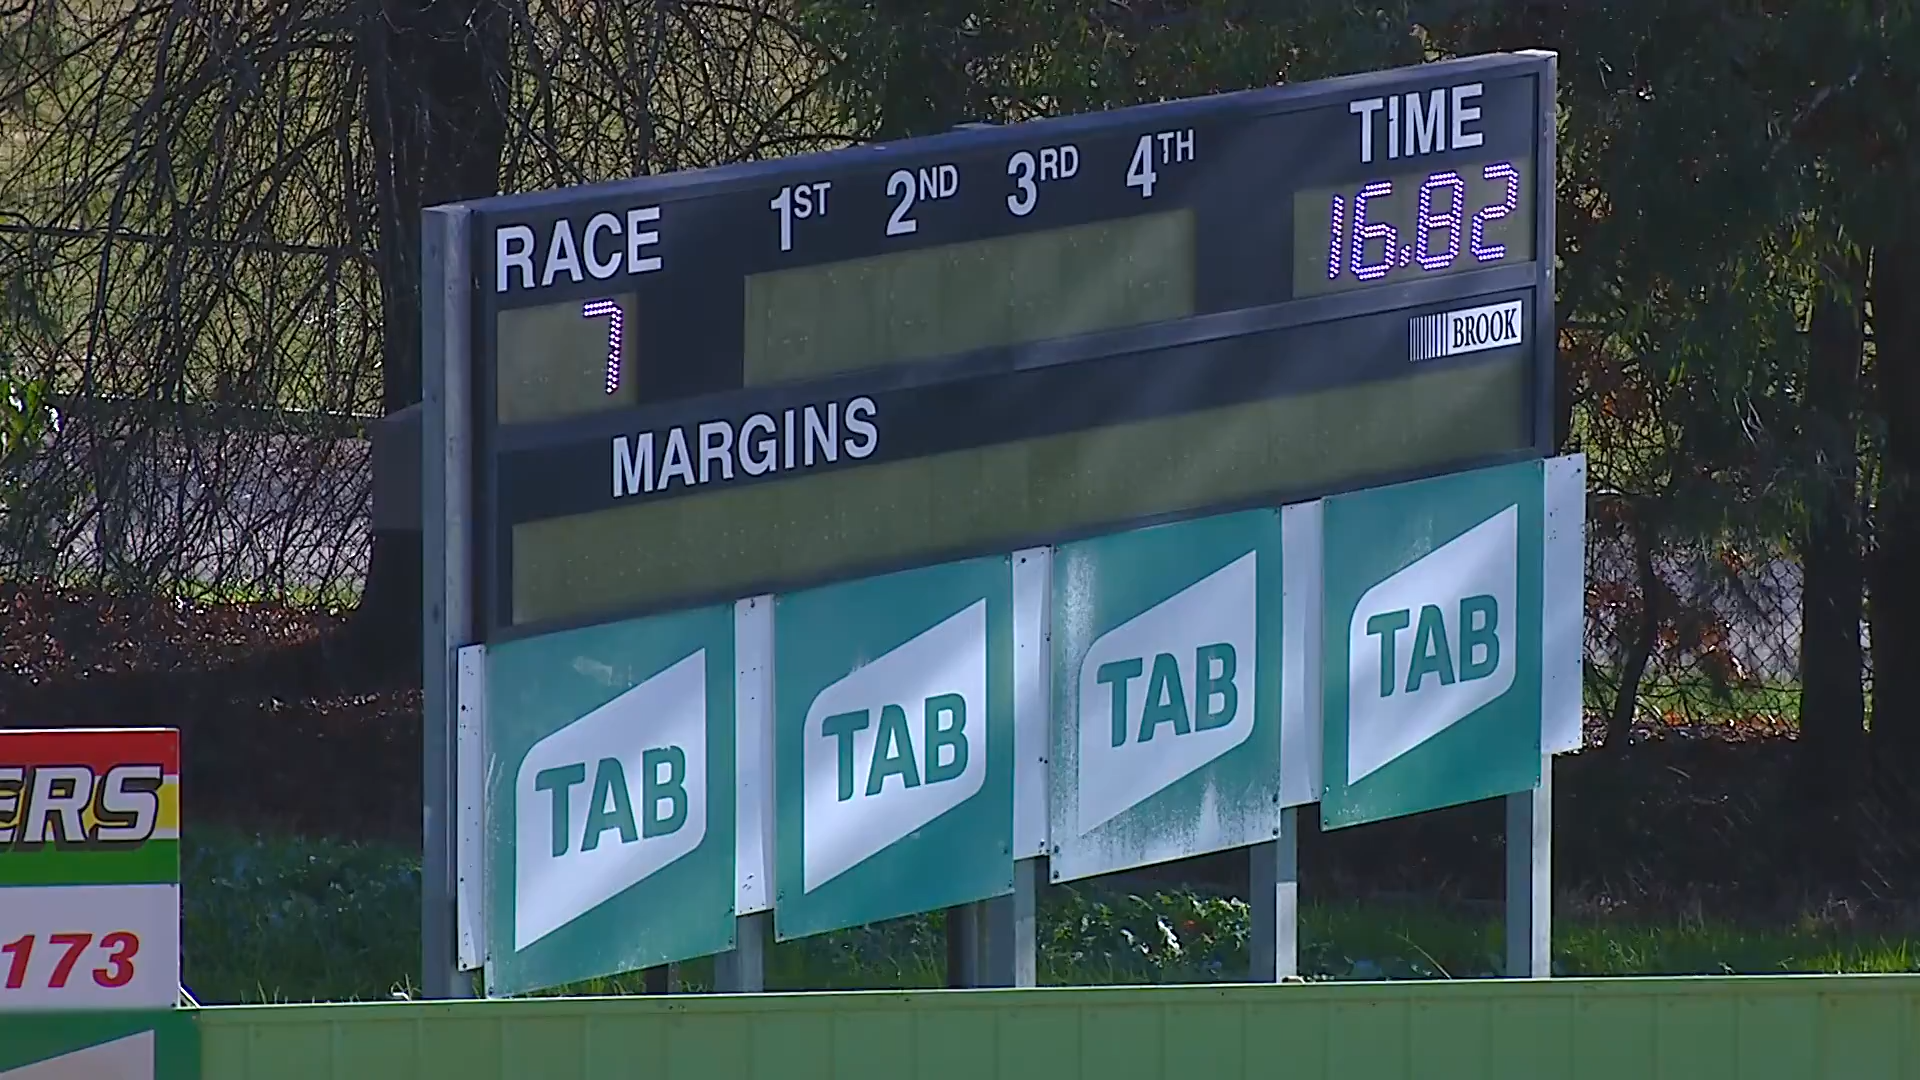 RACE 1ST 2ND 3RD 4TH TIME
7 16.82
BROOK
MARGINS
TAB TAB TAB TAB
ERS
173